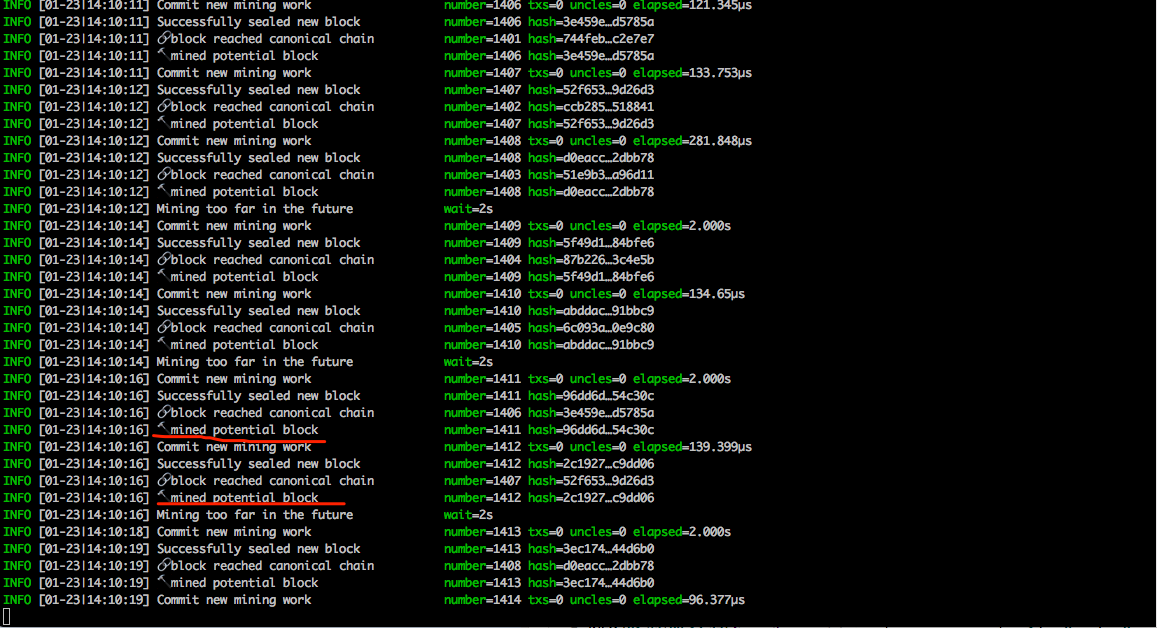 INFO [01-23|14:10:11] Commit new mining work number=1406 txs=0 uncles=0 elapsed=121.345µs
INFO [01-23|14:10:11] Successfully sealed new block number=1406 hash=3e459e…d5785a
INFO [01-23|14:10:11] 🔗block reached canonical chain number=1401 hash=744feb…c2e7e7
INFO [01-23|14:10:11] 🔨mined potential block number=1406 hash=3e459e…d5785a
INFO [01-23|14:10:11] Commit new mining work number=1407 txs=0 uncles=0 elapsed=133.753µs
INFO [01-23|14:10:12] Successfully sealed new block number=1407 hash=52f653…9d26d3
INFO [01-23|14:10:12] 🔗block reached canonical chain number=1402 hash=ccb285…518841
INFO [01-23|14:10:12] 🔨mined potential block number=1407 hash=52f653…9d26d3
INFO [01-23|14:10:12] Commit new mining work number=1408 txs=0 uncles=0 elapsed=281.848µs
INFO [01-23|14:10:12] Successfully sealed new block number=1408 hash=d0eacc…2dbb78
INFO [01-23|14:10:12] 🔗block reached canonical chain number=1403 hash=51e9b3…a96d11
INFO [01-23|14:10:12] 🔨mined potential block number=1408 hash=d0eacc…2dbb78
INFO [01-23|14:10:12] Mining too far in the future wait=2s
INFO [01-23|14:10:14] Commit new mining work number=1409 txs=0 uncles=0 elapsed=2.000s
INFO [01-23|14:10:14] Successfully sealed new block number=1409 hash=5f49d1…84bfe6
INFO [01-23|14:10:14] 🔗block reached canonical chain number=1404 hash=87b226…3c4e5b
INFO [01-23|14:10:14] 🔨mined potential block number=1409 hash=5f49d1…84bfe6
INFO [01-23|14:10:14] Commit new mining work number=1410 txs=0 uncles=0 elapsed=134.65µs
INFO [01-23|14:10:14] Successfully sealed new block number=1410 hash=abddac…91bbc9
INFO [01-23|14:10:14] 🔗block reached canonical chain number=1405 hash=6c093a…0e9c80
INFO [01-23|14:10:14] 🔨mined potential block number=1410 hash=abddac…91bbc9
INFO [01-23|14:10:14] Mining too far in the future wait=2s
INFO [01-23|14:10:16] Commit new mining work number=1411 txs=0 uncles=0 elapsed=2.000s
INFO [01-23|14:10:16] Successfully sealed new block number=1411 hash=96dd6d…54c30c
INFO [01-23|14:10:16] 🔗block reached canonical chain number=1406 hash=3e459e…d5785a
INFO [01-23|14:10:16] 🔨mined potential block number=1411 hash=96dd6d…54c30c
INFO [01-23|14:10:16] Commit new mining work number=1412 txs=0 uncles=0 elapsed=139.399µs
INFO [01-23|14:10:16] Successfully sealed new block number=1412 hash=2c1927…c9dd06
INFO [01-23|14:10:16] 🔗block reached canonical chain number=1407 hash=52f653…9d26d3
INFO [01-23|14:10:16] 🔨mined potential block number=1412 hash=2c1927…c9dd06
INFO [01-23|14:10:16] Mining too far in the future wait=2s
INFO [01-23|14:10:18] Commit new mining work number=1413 txs=0 uncles=0 elapsed=2.000s
INFO [01-23|14:10:19] Successfully sealed new block number=1413 hash=3ec174…44d6b0
INFO [01-23|14:10:19] 🔗block reached canonical chain number=1408 hash=d0eacc…2dbb78
INFO [01-23|14:10:19] 🔨mined potential block number=1413 hash=3ec174…44d6b0
INFO [01-23|14:10:19] Commit new mining work number=1414 txs=0 uncles=0 elapsed=96.377µs